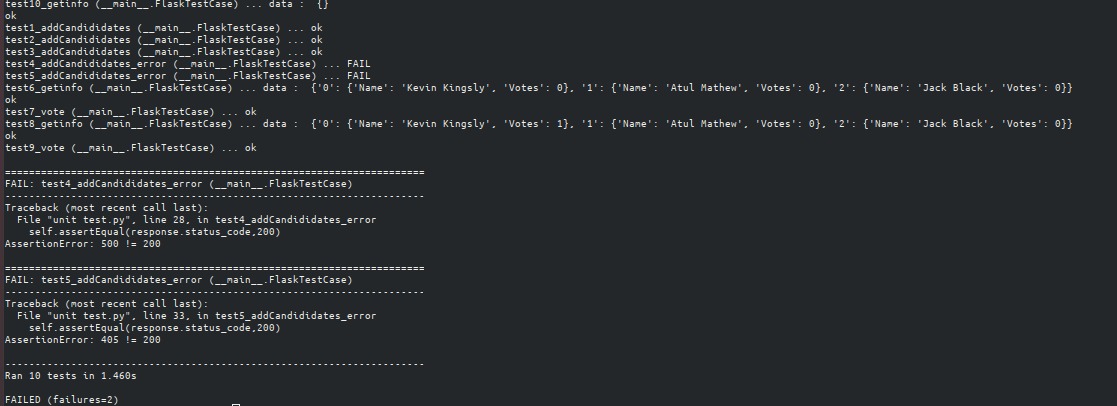 test10_getinfo (__main__.FlaskTestCase) ... data :  {}
ok
test1_addCandididates (__main__.FlaskTestCase) ... ok
test2_addCandididates (__main__.FlaskTestCase) ... ok
test3_addCandididates (__main__.FlaskTestCase) ... ok
test4_addCandididates_error (__main__.FlaskTestCase) ... FAIL
test5_addCandididates_error (__main__.FlaskTestCase) ... FAIL
test6_getinfo (__main__.FlaskTestCase) ... data :  {'0': {'Name': 'Kevin Kingsly', 'Votes': 0}, '1': {'Name': 'Atul Mathew', 'Votes': 0}, '2': {'Name': 'Jack Black', 'Votes': 0}}
ok
test7_vote (__main__.FlaskTestCase) ... ok
test8_getinfo (__main__.FlaskTestCase) ... data :  {'0': {'Name': 'Kevin Kingsly', 'Votes': 1}, '1': {'Name': 'Atul Mathew', 'Votes': 0}, '2': {'Name': 'Jack Black', 'Votes': 0}}
ok
test9_vote (__main__.FlaskTestCase) ... ok
======================================================================
FAIL: test4_addCandididates_error (__main__.FlaskTestCase)
----------------------------------------------------------------------
Traceback (most recent call last):
  File "unit test.py", line 28, in test4_addCandididates_error
    self.assertEqual(response.status_code,200)
AssertionError: 500 != 200
======================================================================
FAIL: test5_addCandididates_error (__main__.FlaskTestCase)
----------------------------------------------------------------------
Traceback (most recent call last):
  File "unit test.py", line 33, in test5_addCandididates_error
    self.assertEqual(response.status_code,200)
AssertionError: 405 != 200
----------------------------------------------------------------------
Ran 10 tests in 1.460s
FAILED (failures=2)